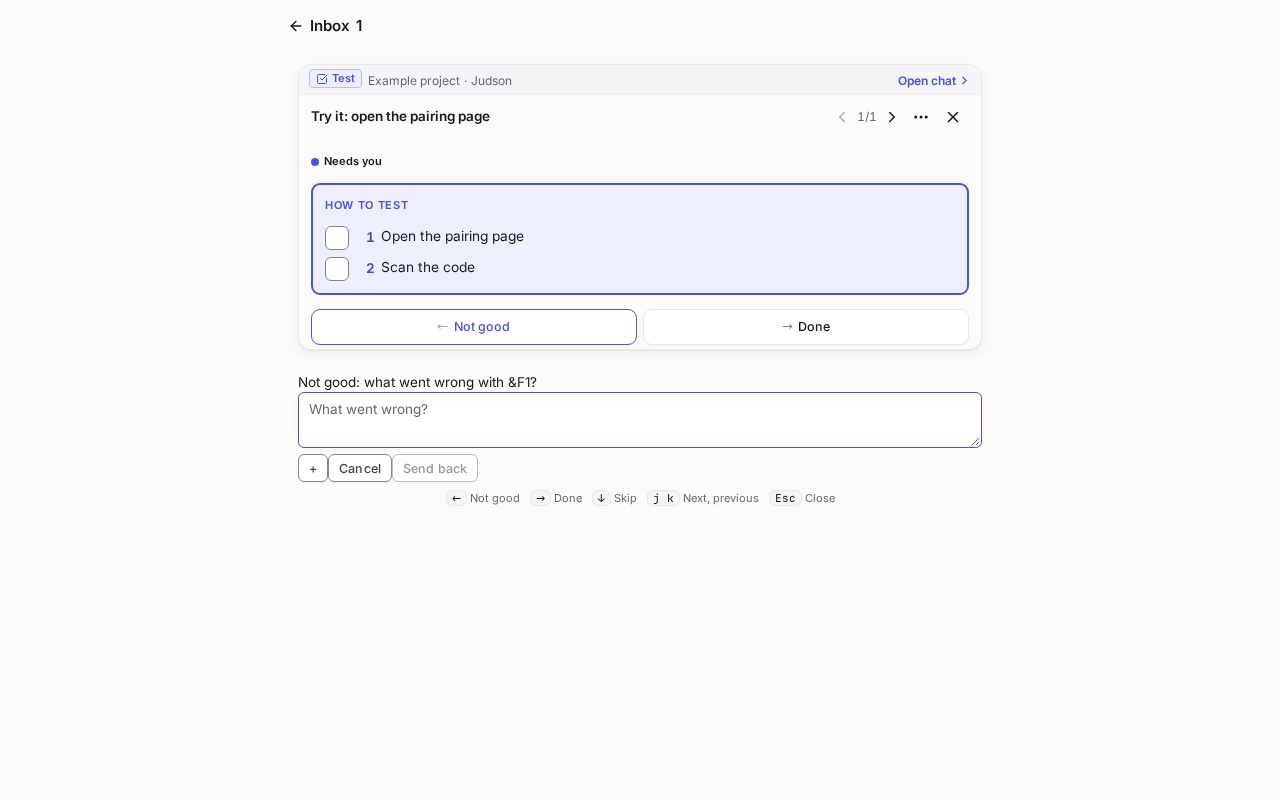 Inbox 1
Test Example project · Judson Open chat
Try it: open the pairing page 1/1
Needs you
HOW TO TEST
1 Open the pairing page
2 Scan the code
← Not good
→ Done
Not good: what went wrong with &F1?
What went wrong?
+ Cancel Send back
← Not good → Done ↓ Skip j k Next, previous Esc Close